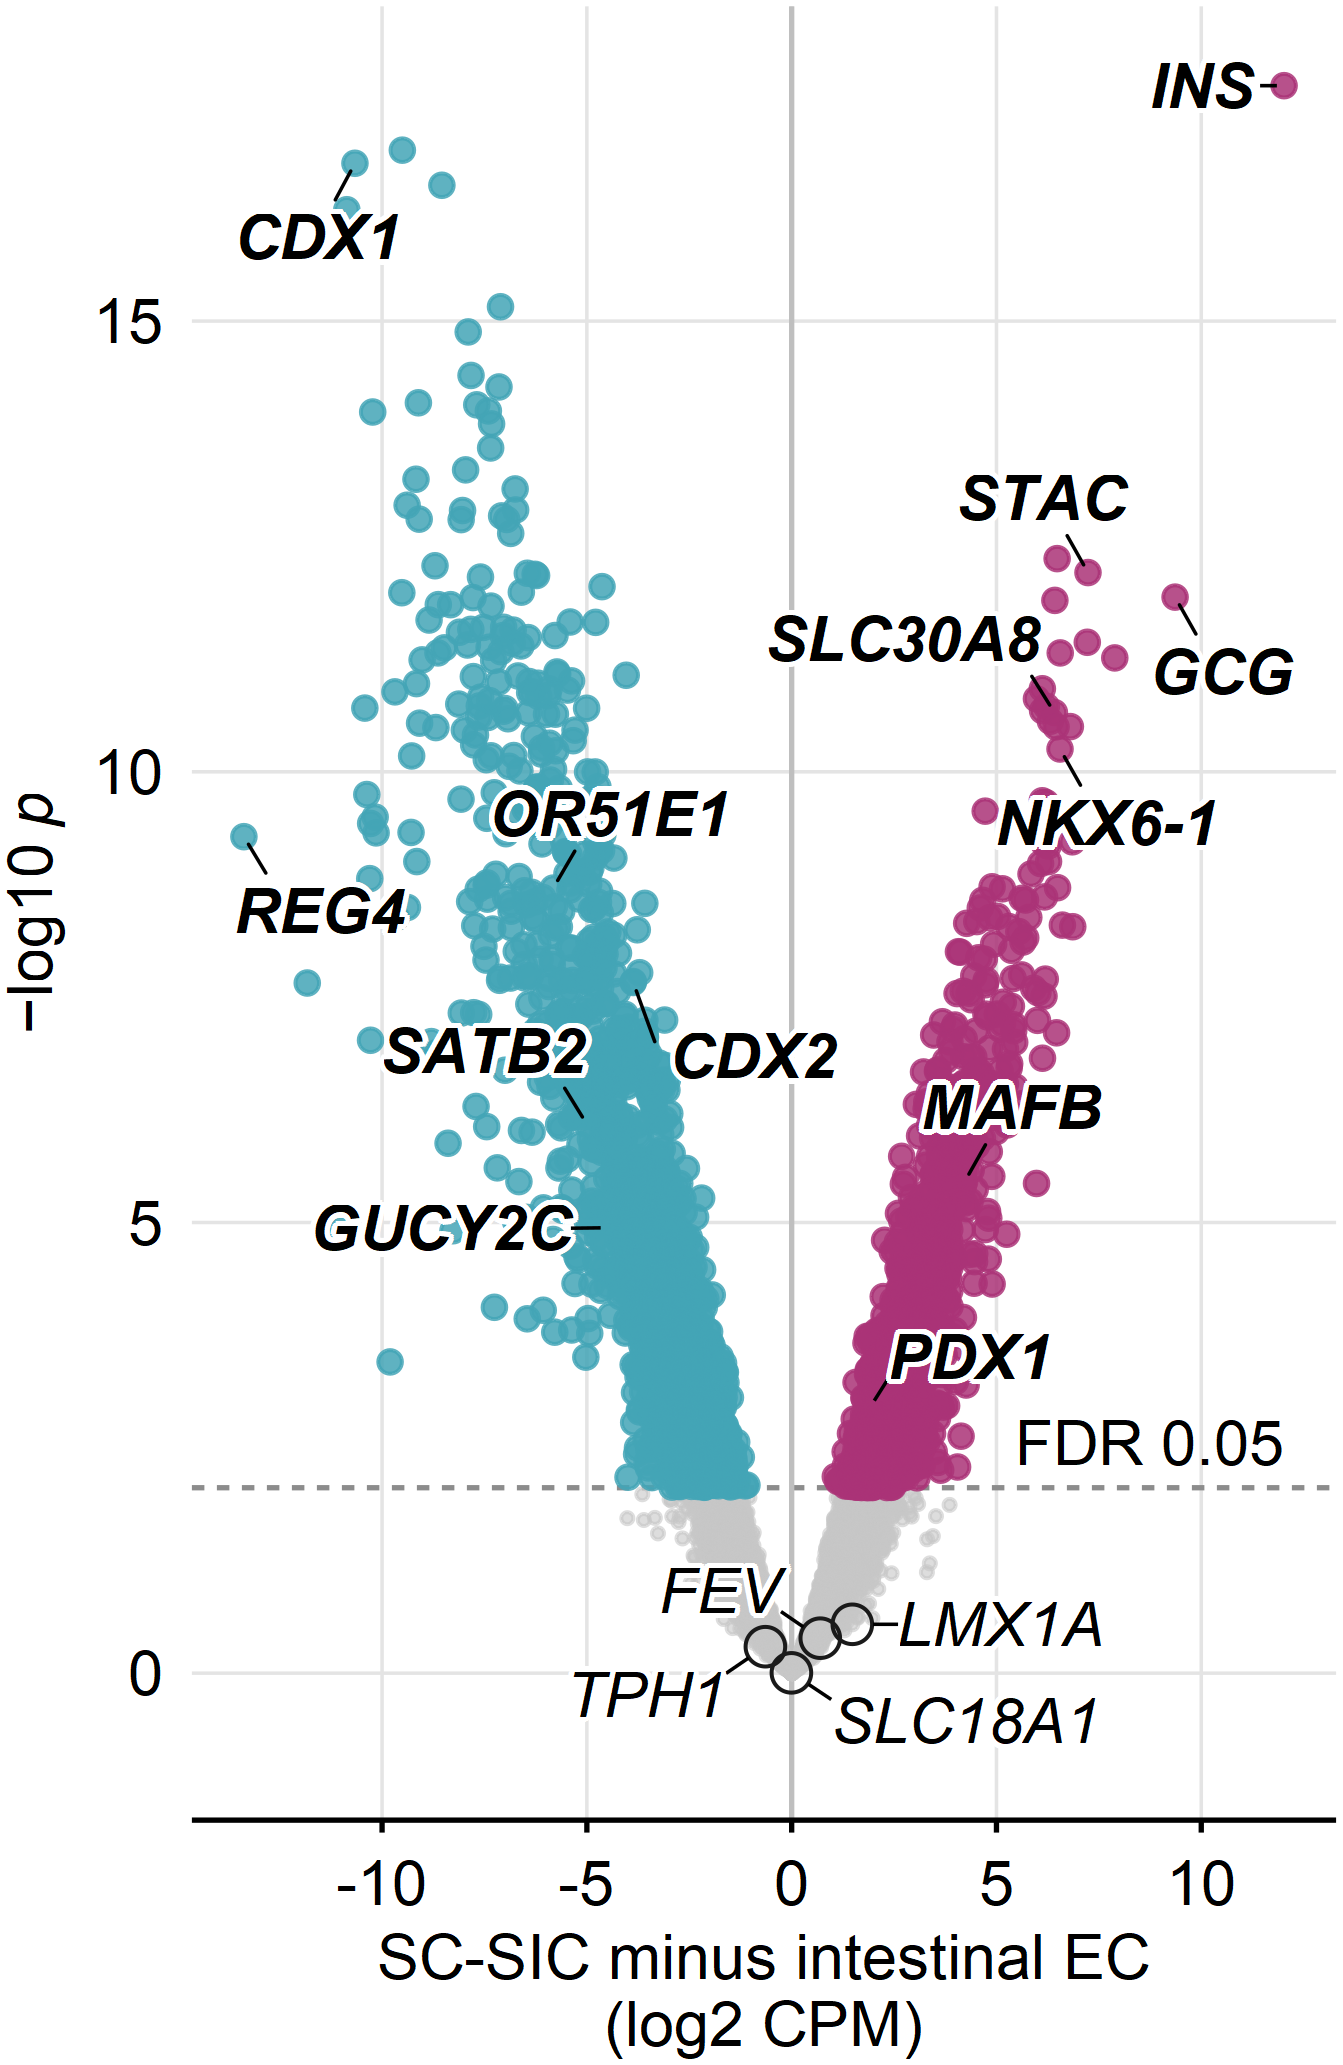 INS
CDX1
15
STAC
SLC30A8
GCG
10
OR51E1
NKX6-1
REG4
−log10 p
SATB2
CDX2
MAFB
5
GUCY2C
PDX1
FDR 0.05
FEV
LMX1A
0
TPH1
SLC18A1
-10 -5 0 5 10
SC-SIC minus intestinal EC
(log2 CPM)